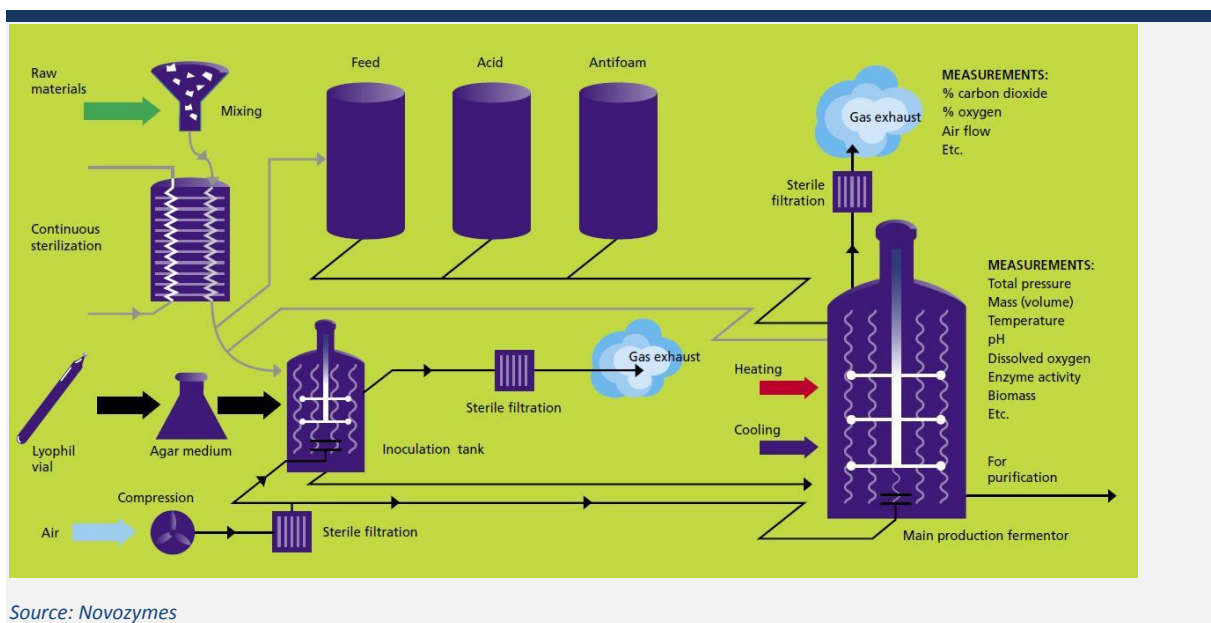 Raw
materials
Mixing
Feed
Acid
Antifoam
Gas exhaust
MEASUREMENTS:
% carbon dioxide
% oxygen
Air flow
Etc.
Sterile
filtration
Continuous
sterilization
MEASUREMENTS:
Total pressure
Mass (volume)
Temperature
pH
Dissolved oxygen
Enzyme activity
Biomass
Etc.
Gas exhaust
Heating
Sterile filtration
Cooling
Lyophil
vial
Agar medium
Inoculation tank
For
purification
Compression
Air
Sterile filtration
Main production fermentor
Source: Novozymes